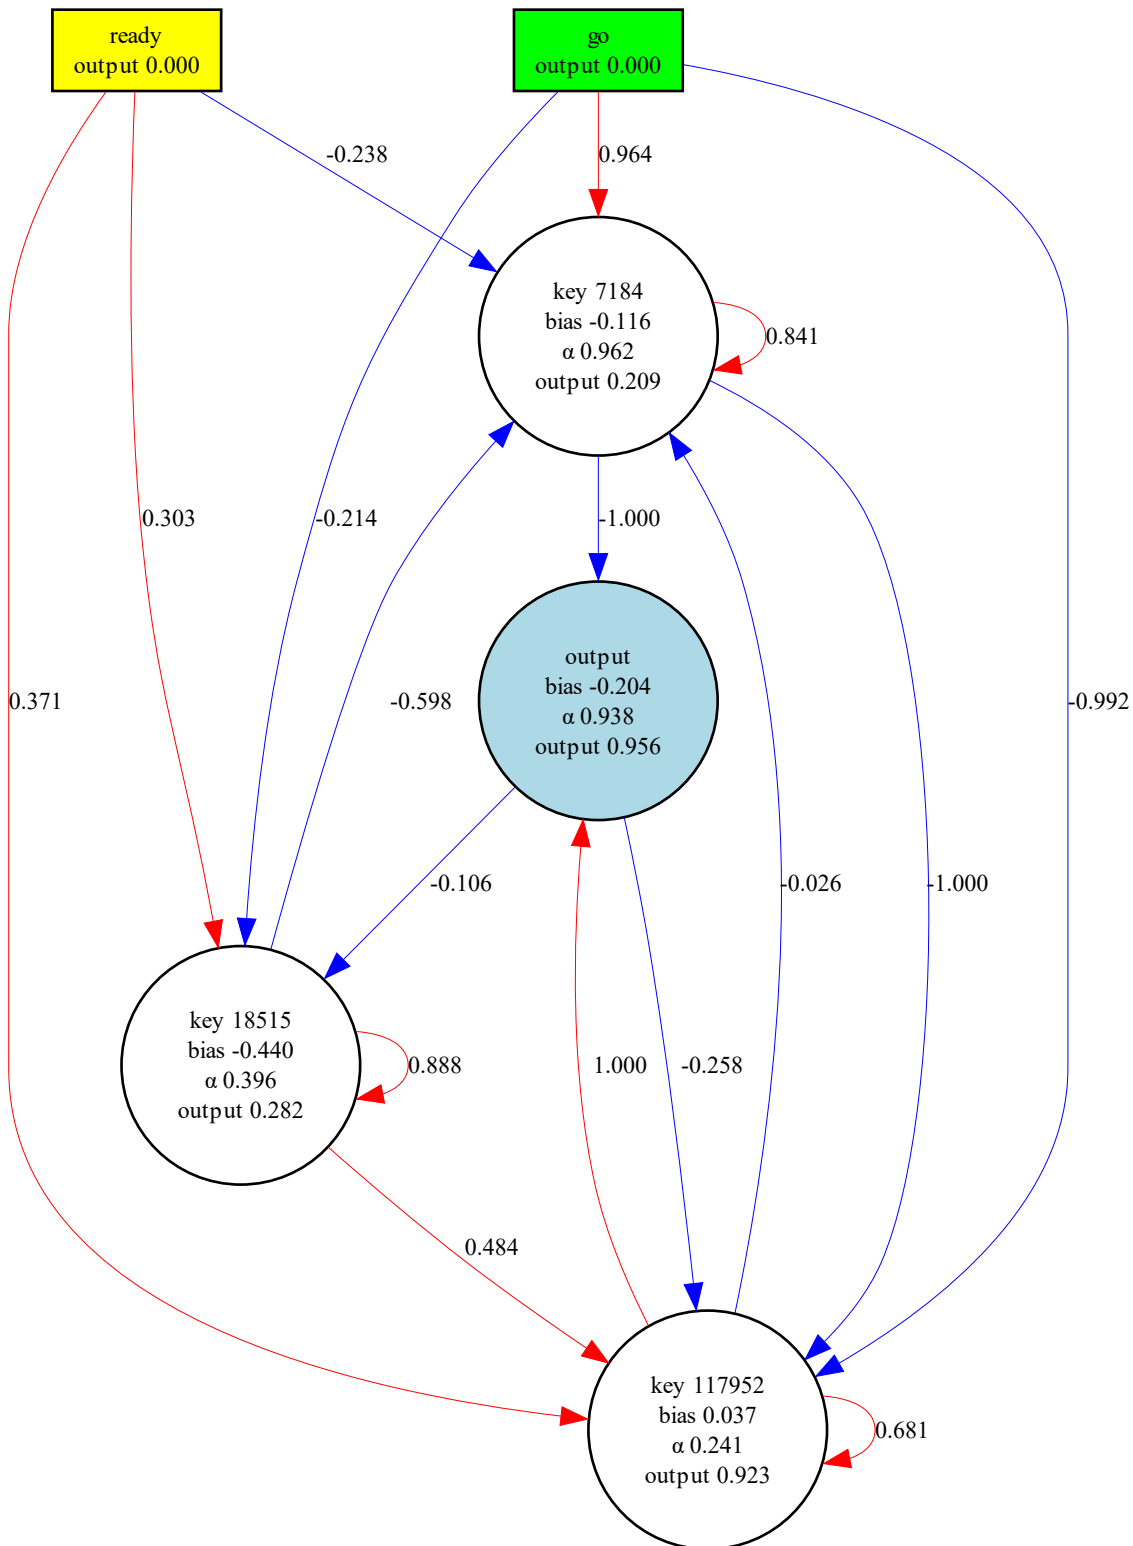 ready
output 0.000
go
output 0.000
-0.238
0.964
key 7184
bias -0.116
α 0.962
output 0.209
0.841
0.303
-0.214
-1.000
output
bias -0.204
α 0.938
output 0.956
0.371
-0.598
-0.992
-0.106
-0.026
-1.000
key 18515
bias -0.440
α 0.396
output 0.282
0.888
1.000
-0.258
0.484
key 117952
bias 0.037
α 0.241
output 0.923
0.681